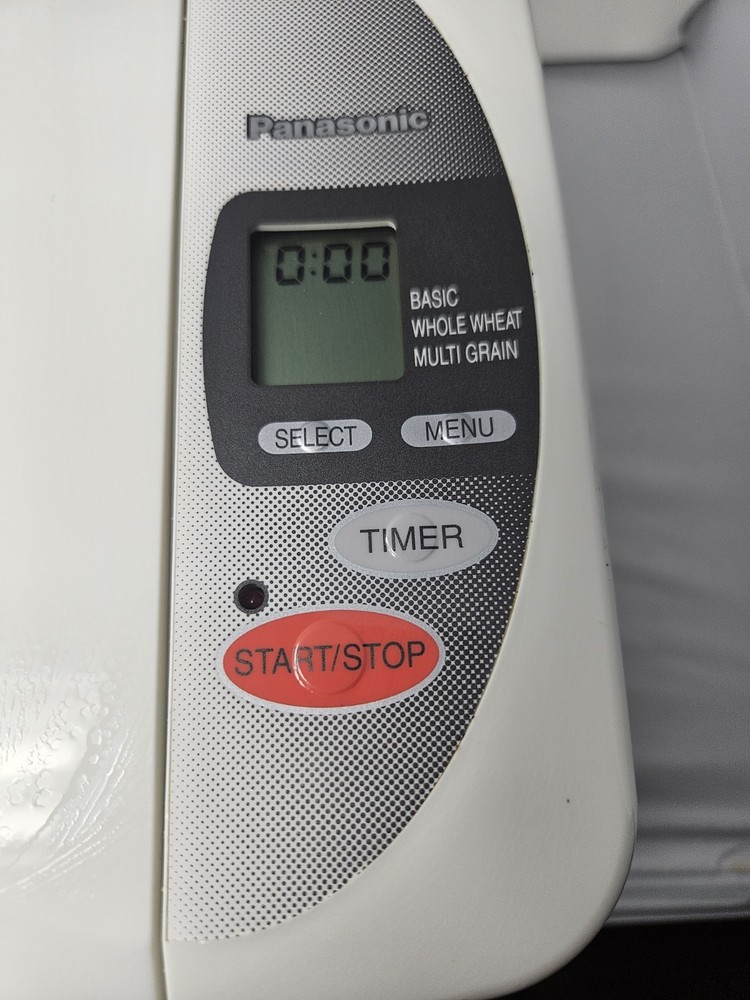 Panasonic
0:00
BASIC
WHOLE WHEAT
MULTI GRAIN
SELECT MENU
TIMER
START/STOP